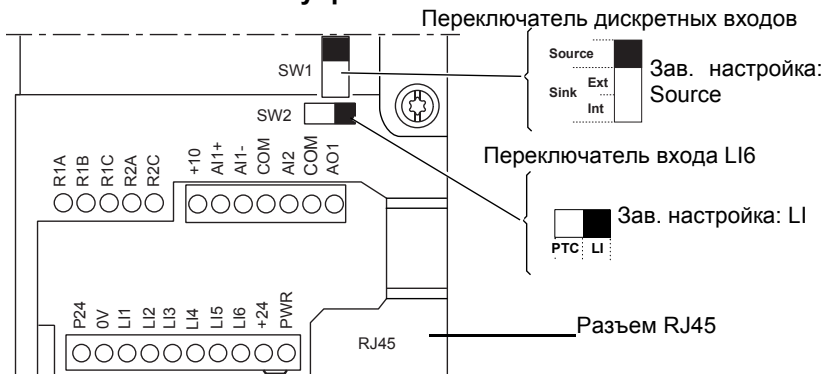 Переключатель дискретных входов
SW1
Source
Sink
Ext
Int
Зав. настройка:
Source
SW2
Переключатель входа LI6
PTC LI
Зав. настройка: LI
R1A R1B R1C R2A R2C
+10 AI1+ AI1- COM AI2 COM AO1
P24 0V LI1 LI2 LI3 LI4 LI5 LI6 +24 PWR
RJ45
Разъем RJ45